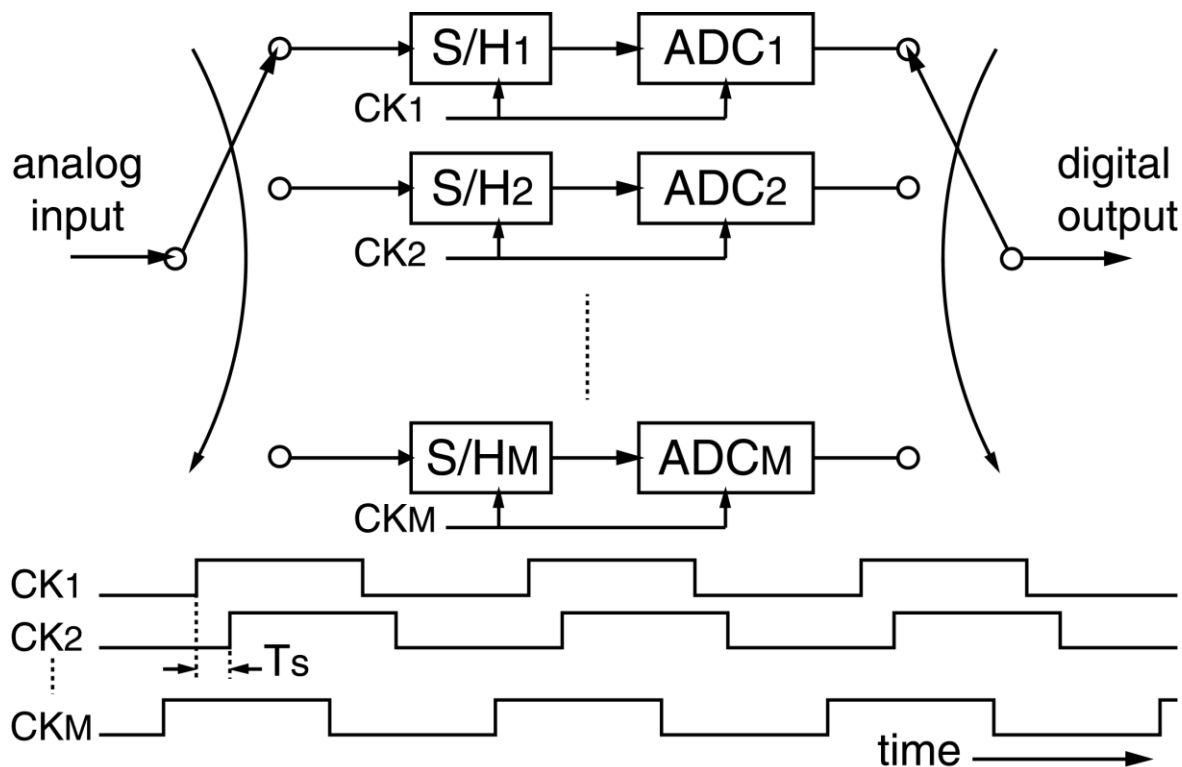 S/H1 ADC1
CK1
analog input
digital output
S/H2 ADC2
CK2
S/HM ADCM
CKM
CK1
CK2
Ts
CKM
time